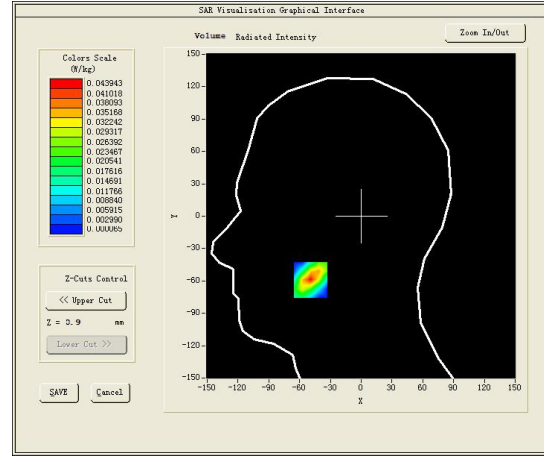 SAR Visualisation Graphical Interface
Volume Radiated Intensity
Zoom In/Out
Colors Scale
(W/kg)
0.043943
0.041018
0.038093
0.035168
0.032242
0.029317
0.026392
0.023467
0.020541
0.017616
0.014691
0.011766
0.008840
0.005915
0.002990
0.000065
Z-Cuts Control
<< Upper Cut
Z = 0.9 mm
Lower Cut >>
SAVE
Cancel
150
120
90
60
30
0
-30
-60
-90
-120
-150
Y
-150 -120 -90 -60 -30 0 30 60 90 120 150
X